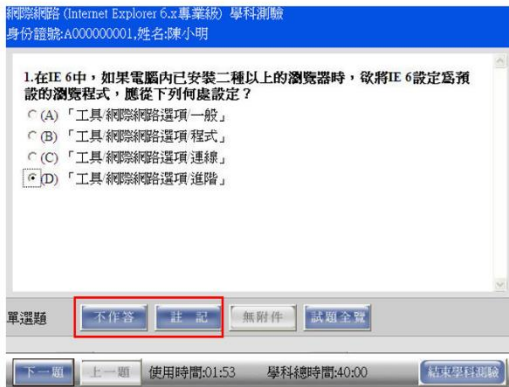 網際網路 (Internet Explorer 6.x專業級) 學科測驗
身份證號:A000000001,姓名:陳小明
1.在IE 6中，如果電腦內已安裝二種以上的瀏覽器時，欲將IE 6設定為預
設的瀏覽程式，應從下列何處設定？
(A) 「工具/網際網路選項/一般」
(B) 「工具/網際網路選項/程式」
(C) 「工具/網際網路選項/連線」
(D) 「工具/網際網路選項/進階」
單選題 不作答 註 記 無附件 試題全覽
下一題 上一題 使用時間:01:53 學科總時間:40:00 結束學科測驗